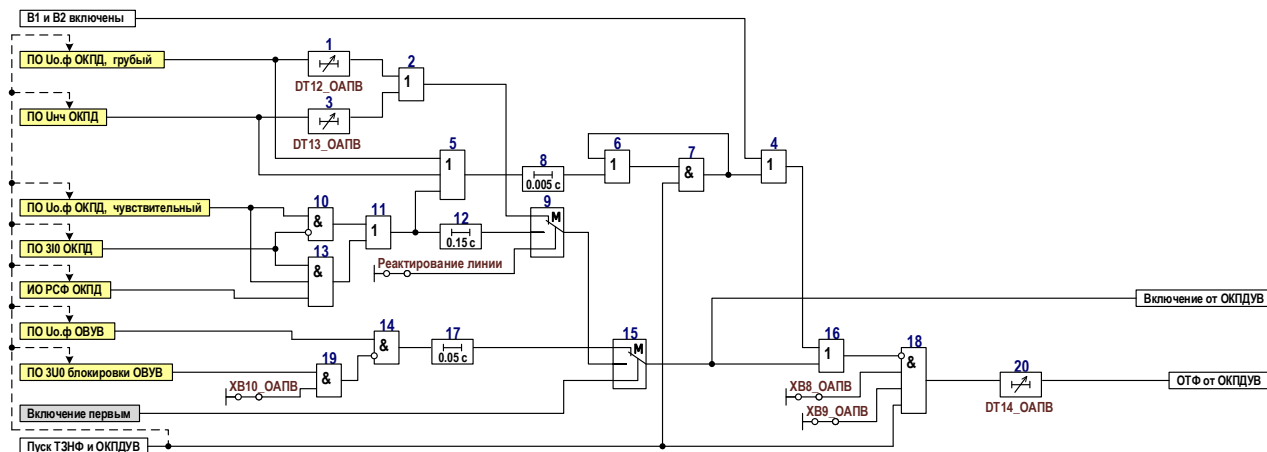 В1 и В2 включены
ПО Uо.ф ОКПД, грубый
1
DT12_ОАПВ
2
1
ПО Uнч ОКПД
3
DT13_ОАПВ
5
1
8
0.005 с
6
1
7
&
4
1
ПО Uо.ф ОКПД, чувствительный
10
&
11
1
12
0.15 с
9
М
ПО 3I0 ОКПД
13
&
Реактирование линии
ИО РСФ ОКПД
Включение от ОКПДУВ
ПО Uо.ф ОВУВ
14
&
17
0.05 с
15
М
16
1
18
&
ПО 3U0 блокировки ОВУВ
19
&
XB10_ОАПВ
XB8_ОАПВ
20
DT14_ОАПВ
ОТФ от ОКПДУВ
Включение первым
XB9_ОАПВ
Пуск ТЗНФ и ОКПДУВ